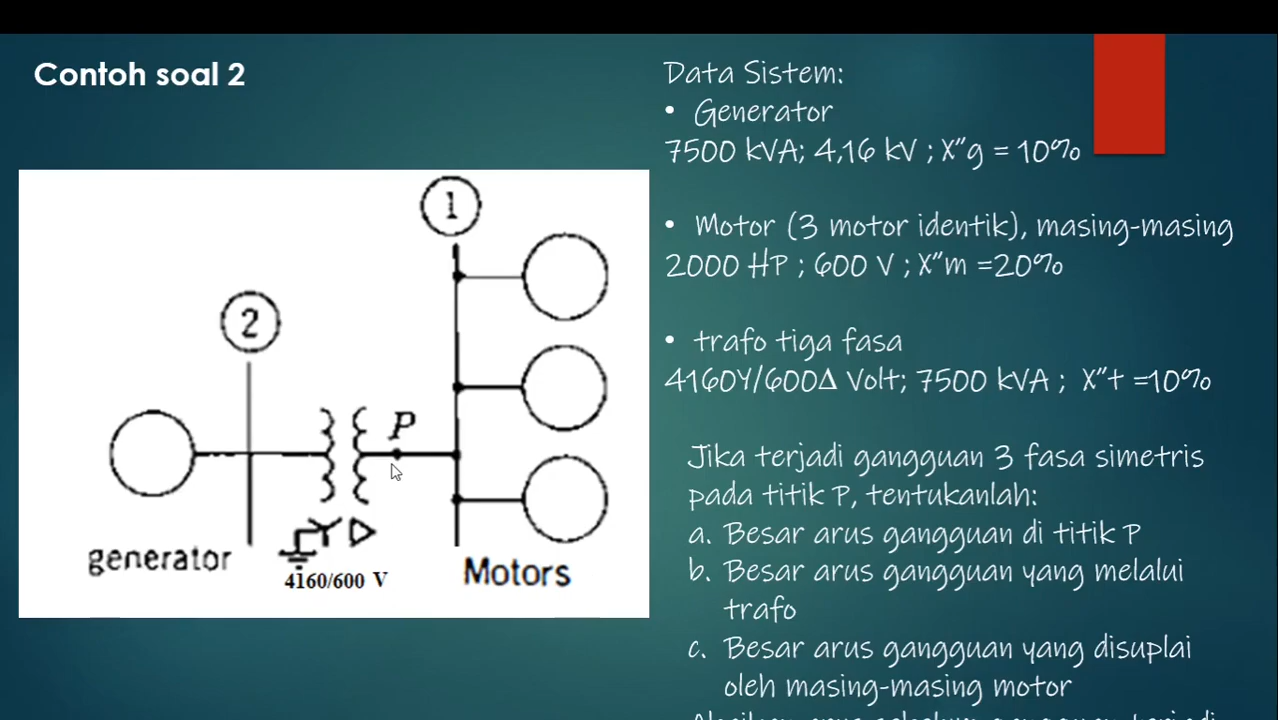 Contoh soal 2
1
2
P
generator
4160/600 V
Motors
Data Sistem:
• Generator
7500 kVA; 4,16 kV ; X"g = 10%
• Motor (3 motor identik), masing-masing
2000 HP ; 600 V ; X"m =20%
• trafo tiga fasa
4160Y/600Δ Volt; 7500 kVA ; X"t =10%
Jika terjadi gangguan 3 fasa simetris
pada titik P, tentukanlah:
a. Besar arus gangguan di titik P
b. Besar arus gangguan yang melalui
trafo
c. Besar arus gangguan yang disuplai
oleh masing-masing motor